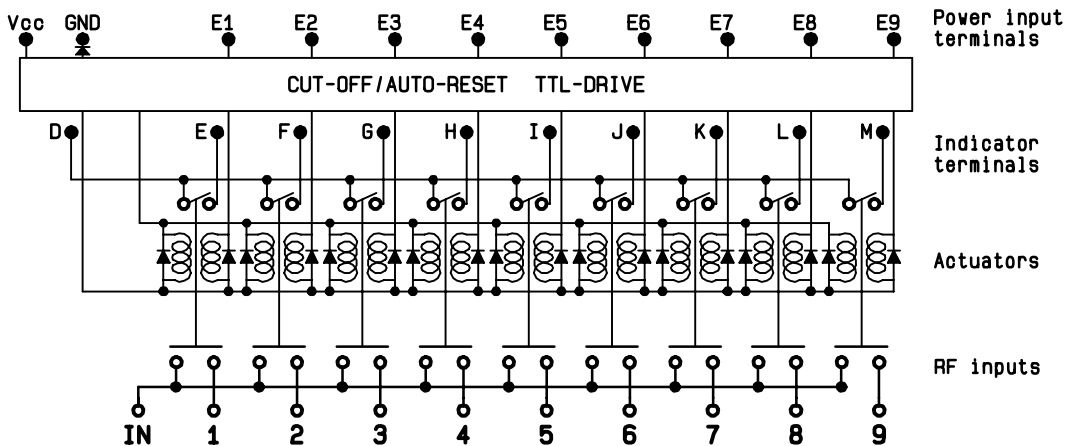 Vcc GND E1 E2 E3 E4 E5 E6 E7 E8 E9
Power input
terminals
CUT-OFF/AUTO-RESET TTL-DRIVE
D E F G H I J K L M
Indicator
terminals
Actuators
RF inputs
IN 1 2 3 4 5 6 7 8 9